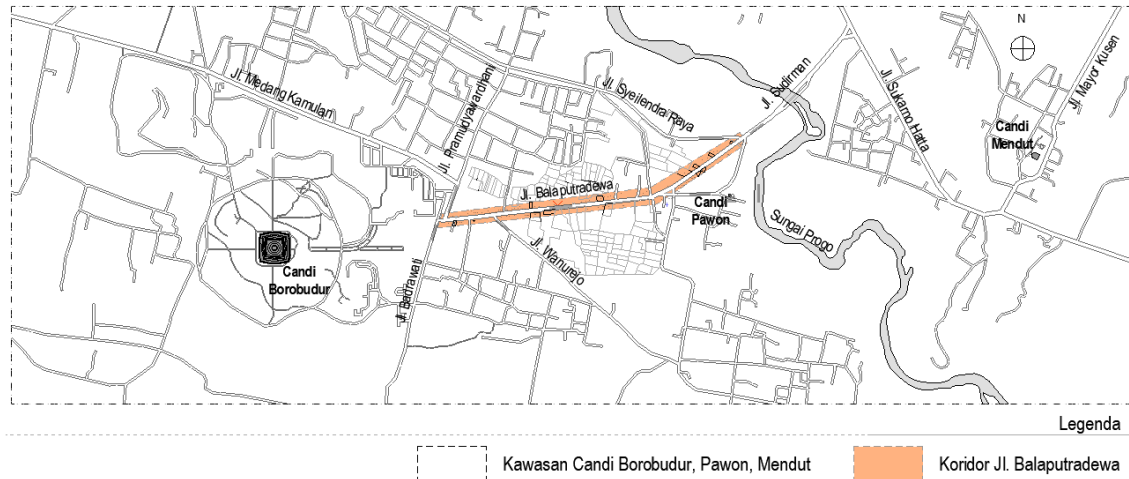 N
Jl. Medang Kamulan
Jl. Pramudyawardhani
Jl. Syeilendra Raya
Jl. Sudirman
Jl. Sukarno Hatta
Jl. Mayor Kusen
Candi
Mendut
Jl. Balaputradewa
Candi
Pawon
Sungai Progo
Jl. Wanurejo
Candi
Borobudur
Jl. Badrawati
Legenda
Kawasan Candi Borobudur, Pawon, Mendut
Koridor Jl. Balaputradewa